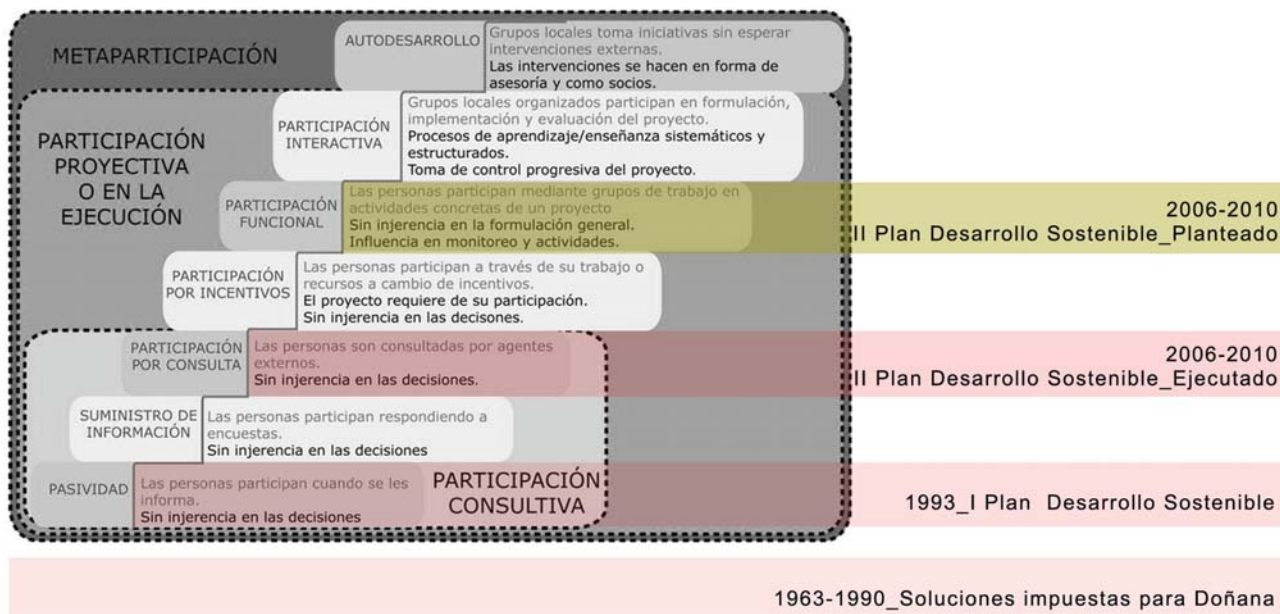 METAPARTICIPACIÓN
AUTODESARROLLO
Grupos locales toma iniciativas sin esperar
intervenciones externas.
Las intervenciones se hacen en forma de
asesoría y como socios.
PARTICIPACIÓN
PROYECTIVA
O EN LA
EJECUCIÓN
PARTICIPACIÓN
INTERACTIVA
Grupos locales organizados participan en formulación,
implementación y evaluación del proyecto.
Procesos de aprendizaje/enseñanza sistemáticos y
estructurados.
Toma de control progresiva del proyecto.
PARTICIPACIÓN
FUNCIONAL
Las personas participan mediante grupos de trabajo en
actividades concretas de un proyecto
Sin injerencia en la formulación general.
Influencia en monitoreo y actividades.
2006-2010
II Plan Desarrollo Sostenible_Planteado
PARTICIPACIÓN
POR INCENTIVOS
Las personas participan a través de su trabajo o
recursos a cambio de incentivos.
El proyecto requiere de su participación.
Sin injerencia en las decisones.
PARTICIPACIÓN
POR CONSULTA
Las personas son consultadas por agentes
externos.
Sin injerencia en las decisiones.
2006-2010
II Plan Desarrollo Sostenible_Ejecutado
SUMINISTRO DE
INFORMACIÓN
Las personas participan respondiendo a
encuestas.
Sin injerencia en las decisiones
PASIVIDAD
Las personas participan cuando se les
informa.
Sin injerencia en las decisiones
PARTICIPACIÓN
CONSULTIVA
1993_I Plan Desarrollo Sostenible
1963-1990_Soluciones impuestas para Doñana